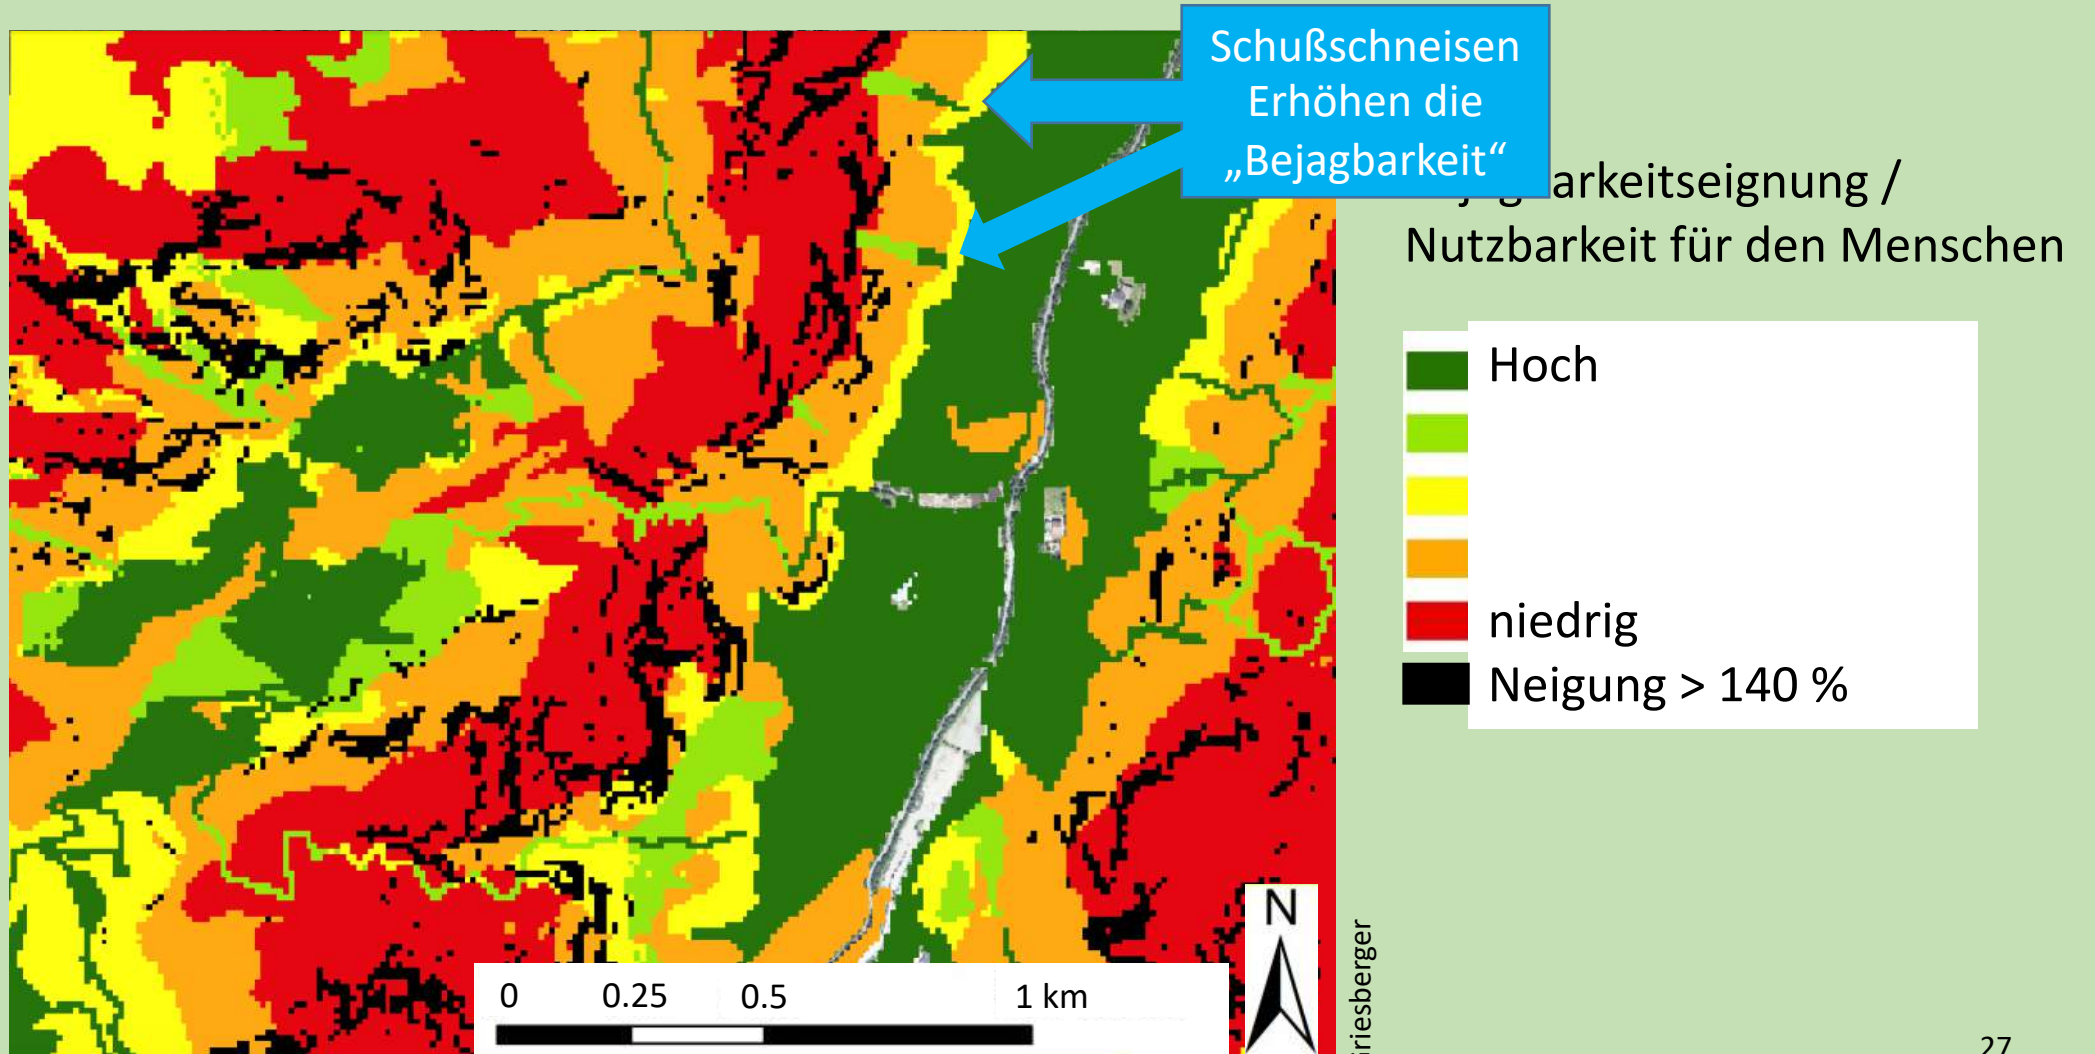 Schußschneisen
Erhöhen die
„Bejagbarkeit“
arkeitseignung /
Nutzbarkeit für den Menschen
Hoch
niedrig
Neigung > 140 %
N
0 0.25 0.5 1 km
riesberger
27